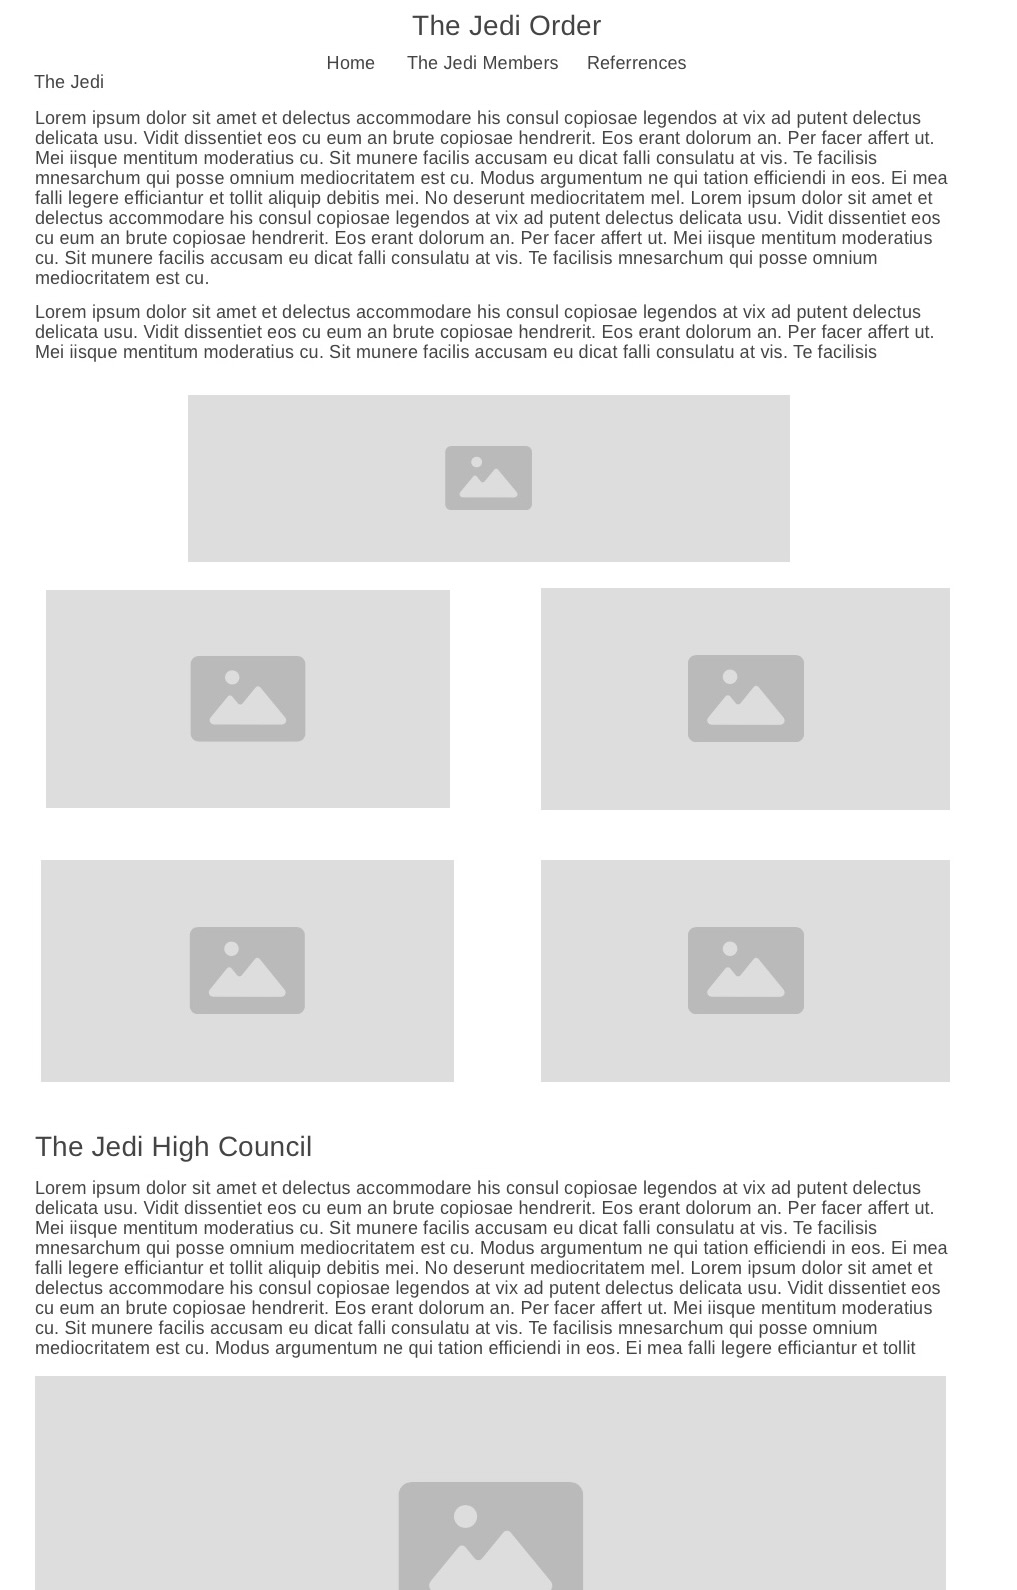 The Jedi Order
Home The Jedi Members Referrences
The Jedi
Lorem ipsum dolor sit amet et delectus accommodare his consul copiosae legendos at vix ad putent delectus
delicata usu. Vidit dissentiet eos cu eum an brute copiosae hendrerit. Eos erant dolorum an. Per facer affert ut.
Mei iisque mentitum moderatius cu. Sit munere facilis accusam eu dicat falli consulatu at vis. Te facilisis
mnesarchum qui posse omnium mediocritatem est cu. Modus argumentum ne qui tation efficiendi in eos. Ei mea
falli legere efficiantur et tollit aliquip debitis mei. No deserunt mediocritatem mel. Lorem ipsum dolor sit amet et
delectus accommodare his consul copiosae legendos at vix ad putent delectus delicata usu. Vidit dissentiet eos
cu eum an brute copiosae hendrerit. Eos erant dolorum an. Per facer affert ut. Mei iisque mentitum moderatius
cu. Sit munere facilis accusam eu dicat falli consulatu at vis. Te facilisis mnesarchum qui posse omnium
mediocritatem est cu.
Lorem ipsum dolor sit amet et delectus accommodare his consul copiosae legendos at vix ad putent delectus
delicata usu. Vidit dissentiet eos cu eum an brute copiosae hendrerit. Eos erant dolorum an. Per facer affert ut.
Mei iisque mentitum moderatius cu. Sit munere facilis accusam eu dicat falli consulatu at vis. Te facilisis
The Jedi High Council
Lorem ipsum dolor sit amet et delectus accommodare his consul copiosae legendos at vix ad putent delectus
delicata usu. Vidit dissentiet eos cu eum an brute copiosae hendrerit. Eos erant dolorum an. Per facer affert ut.
Mei iisque mentitum moderatius cu. Sit munere facilis accusam eu dicat falli consulatu at vis. Te facilisis
mnesarchum qui posse omnium mediocritatem est cu. Modus argumentum ne qui tation efficiendi in eos. Ei mea
falli legere efficiantur et tollit aliquip debitis mei. No deserunt mediocritatem mel. Lorem ipsum dolor sit amet et
delectus accommodare his consul copiosae legendos at vix ad putent delectus delicata usu. Vidit dissentiet eos
cu eum an brute copiosae hendrerit. Eos erant dolorum an. Per facer affert ut. Mei iisque mentitum moderatius
cu. Sit munere facilis accusam eu dicat falli consulatu at vis. Te facilisis mnesarchum qui posse omnium
mediocritatem est cu. Modus argumentum ne qui tation efficiendi in eos. Ei mea falli legere efficiantur et tollit